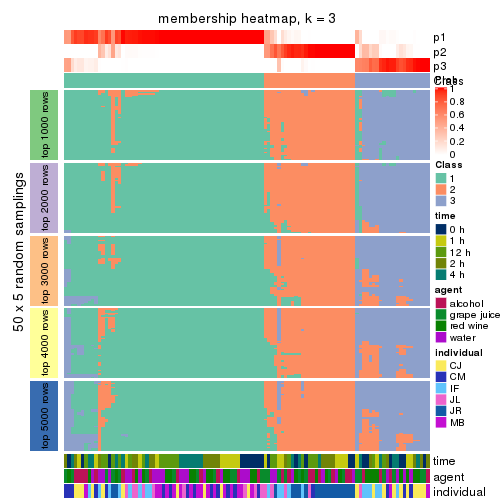 membership heatmap, k = 3
p1
p2
p3
Class
1
0.8
0.6
0.4
0.2
0
Class
1
2
3
time
0 h
1 h
12 h
2 h
4 h
agent
alcohol
grape juice
red wine
water
individual
CJ
CM
IF
JL
JR
MB
50 x 5 random samplings
top 1000 rows
top 2000 rows
top 3000 rows
top 4000 rows
top 5000 rows
time
agent
individual